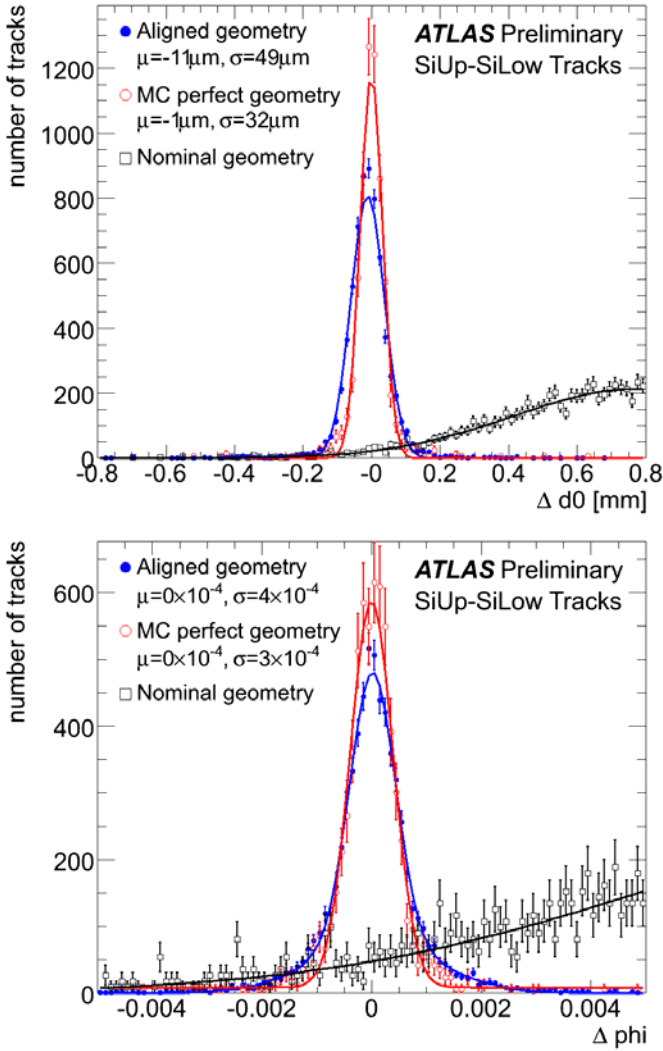 ATLAS Preliminary
SiUp-SiLow Tracks
Aligned geometry
μ=-11μm, σ=49μm
MC perfect geometry
μ=-1μm, σ=32μm
Nominal geometry
number of tracks
1200
1000
800
600
400
200
0
-0.8 -0.6 -0.4 -0.2 -0 0.2 0.4 0.6 0.8
Δ d0 [mm]
ATLAS Preliminary
SiUp-SiLow Tracks
Aligned geometry
μ=0×10⁻⁴, σ=4×10⁻⁴
MC perfect geometry
μ=0×10⁻⁴, σ=3×10⁻⁴
Nominal geometry
number of tracks
600
400
200
0
-0.004 -0.002 0 0.002 0.004
Δ phi